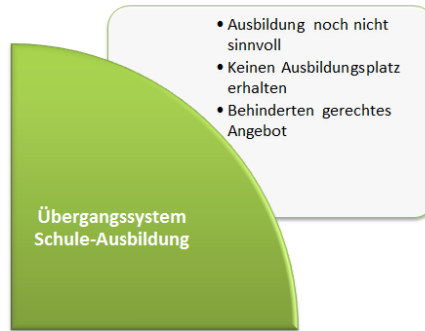 • Ausbildung noch nicht
sinnvoll
• Keinen Ausbildungsplatz
erhalten
• Behinderten gerechtes
Angebot
Übergangssystem
Schule-Ausbildung